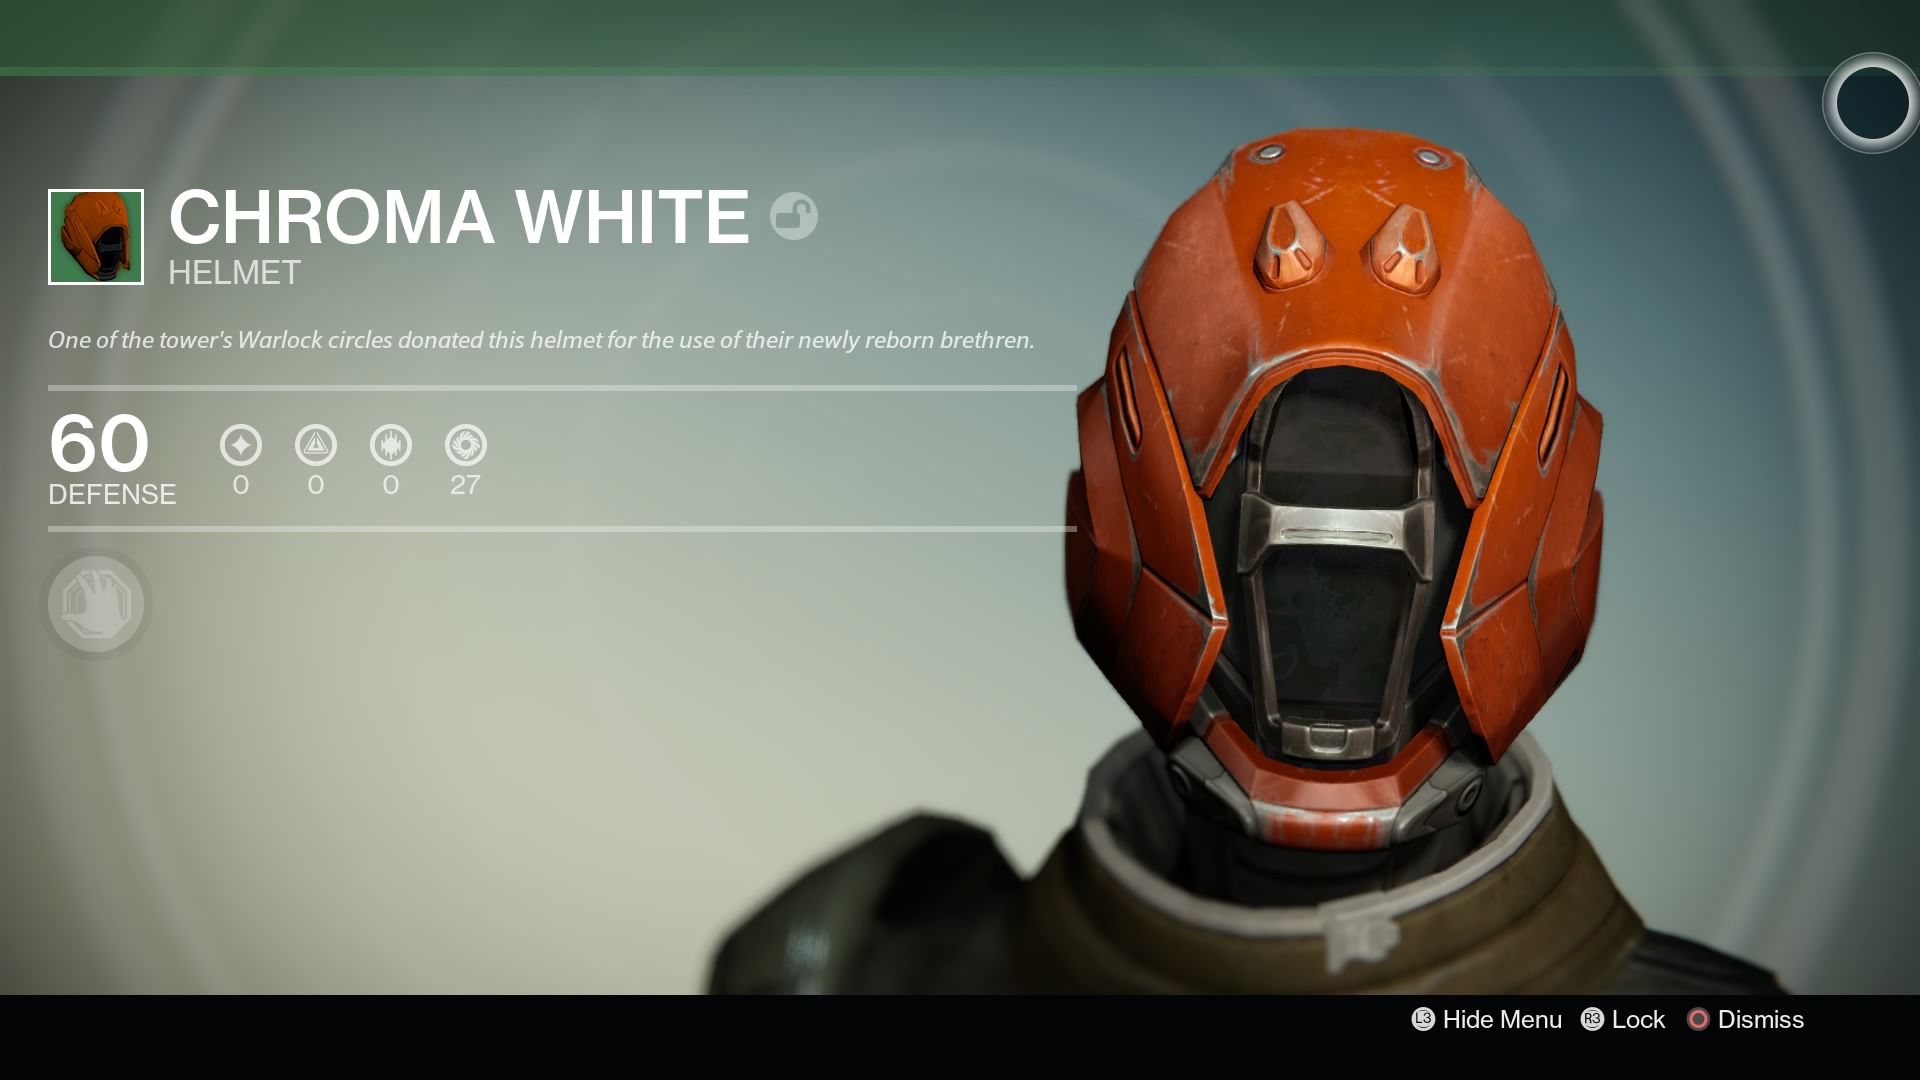 CHROMA WHITE
HELMET
One of the tower's Warlock circles donated this helmet for the use of their newly reborn brethren.
60
DEFENSE
0 0 0 27
L3 Hide Menu R3 Lock Dismiss